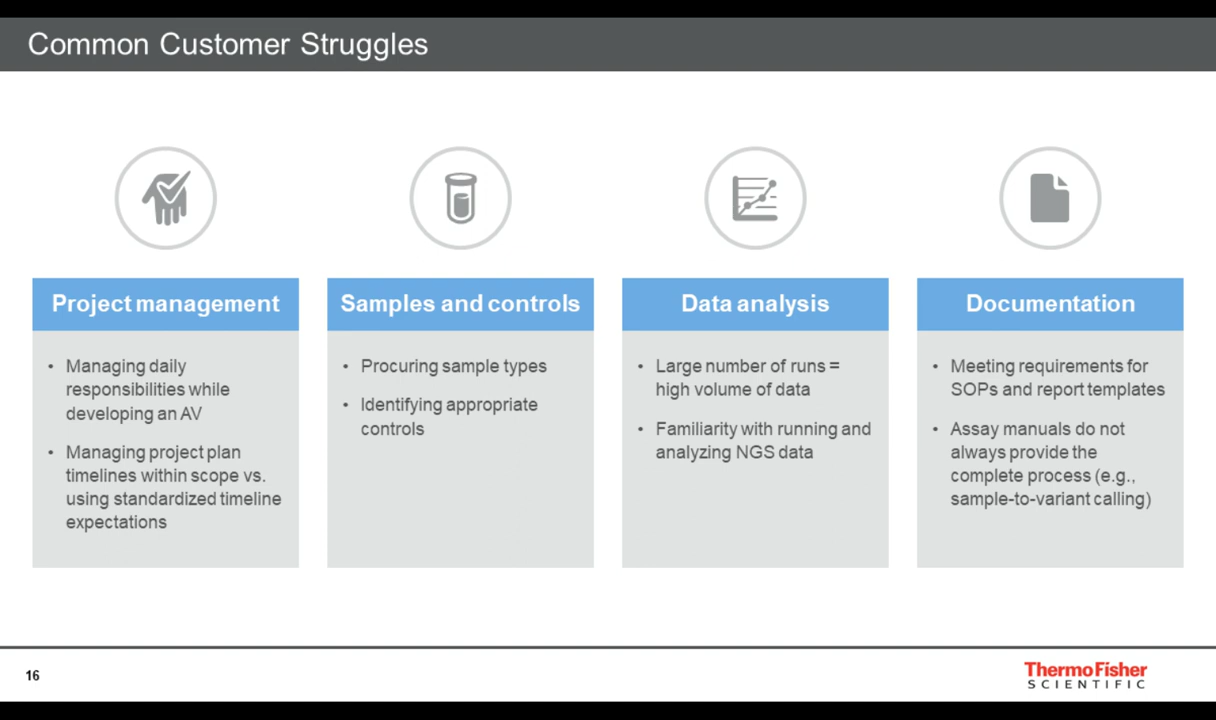 Common Customer Struggles
Project management
• Managing daily
responsibilities while
developing an AV
• Managing project plan
timelines within scope vs.
using standardized timeline
expectations
Samples and controls
• Procuring sample types
• Identifying appropriate
controls
Data analysis
• Large number of runs =
high volume of data
• Familiarity with running and
analyzing NGS data
Documentation
• Meeting requirements for
SOPs and report templates
• Assay manuals do not
always provide the
complete process (e.g.,
sample-to-variant calling)
16
ThermoFisher
SCIENTIFIC